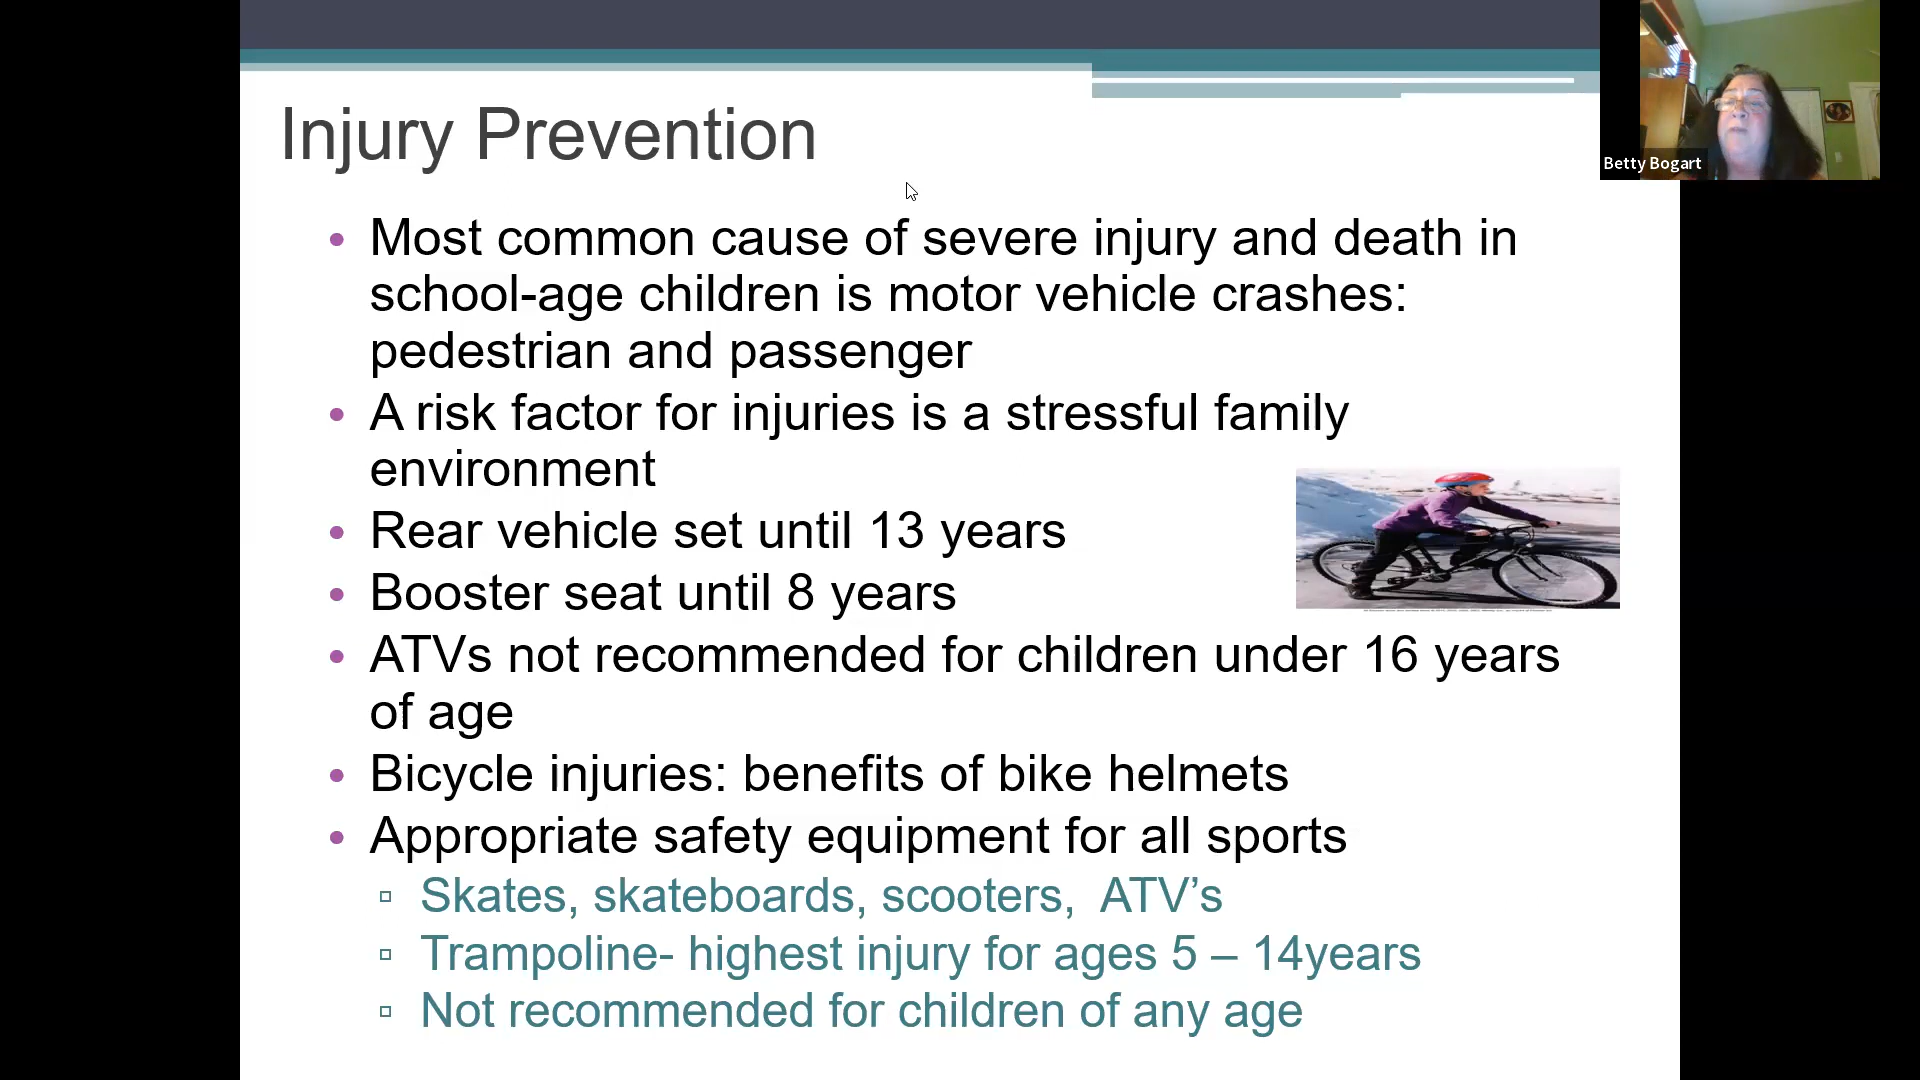 Injury Prevention
Betty Bogart
• Most common cause of severe injury and death in
school-age children is motor vehicle crashes:
pedestrian and passenger
• A risk factor for injuries is a stressful family
environment
• Rear vehicle set until 13 years
• Booster seat until 8 years
• ATVs not recommended for children under 16 years
of age
• Bicycle injuries: benefits of bike helmets
• Appropriate safety equipment for all sports
▫ Skates, skateboards, scooters,  ATV’s
▫ Trampoline- highest injury for ages 5 – 14years
▫ Not recommended for children of any age